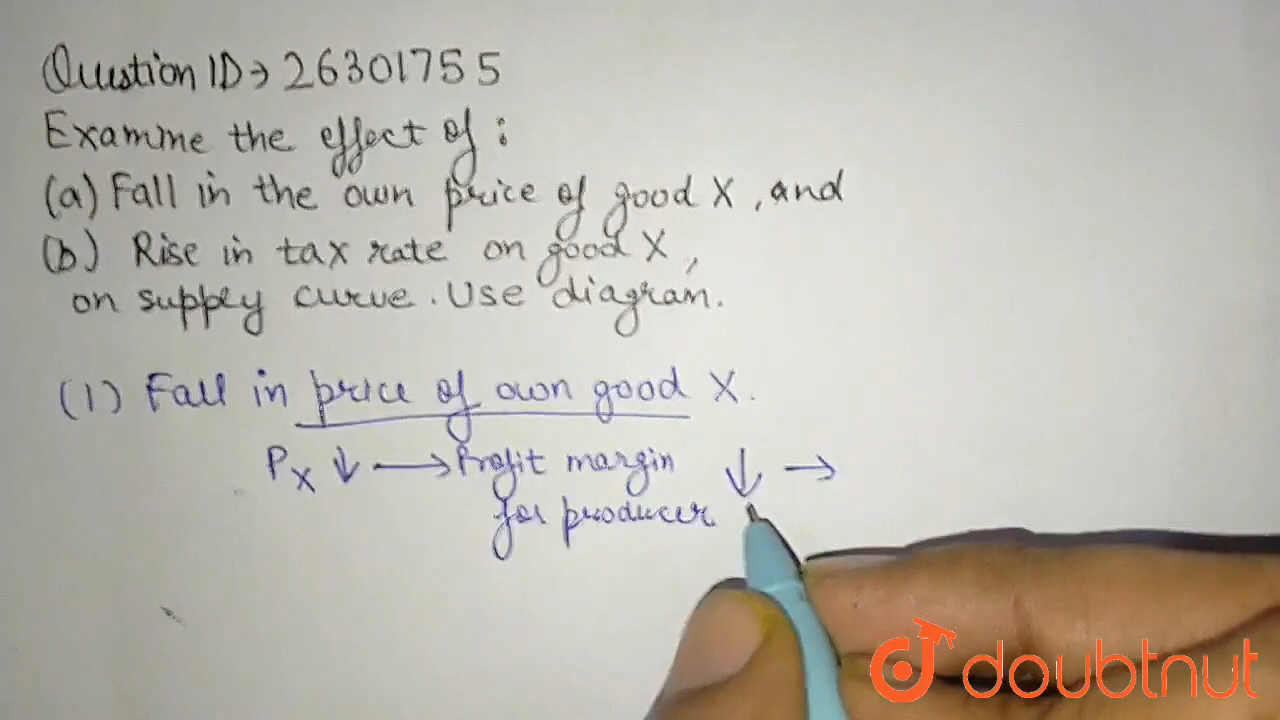 Question ID → 26301755
Examine the effect of :
(a) Fall in the own price of good X, and
(b) Rise in tax rate on good X,
on supply curve. Use diagram.
(1) Fall in price of own good X.
Px ↓ → Profit margin ↓ →
for producer
doubtnut